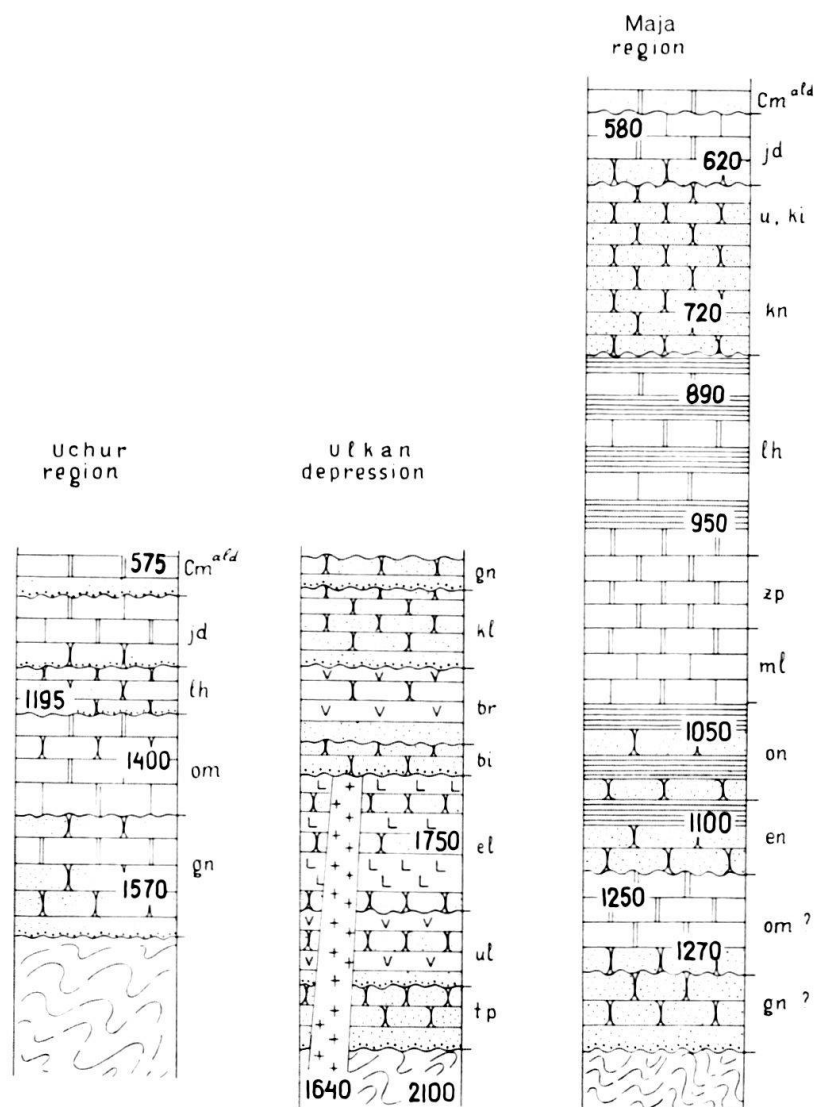 Maja
region
Cm ald
580
jd
620
u, ki
720
kn
890
lh
950
zp
ml
1050
on
1100
en
1250
om ?
1270
gn ?
Uchur
region
575
Cm ald
jd
lh
1195
1400
om
gn
1570
Ulkan
depression
gn
kl
br
bi
1750
el
ul
tp
1640
2100